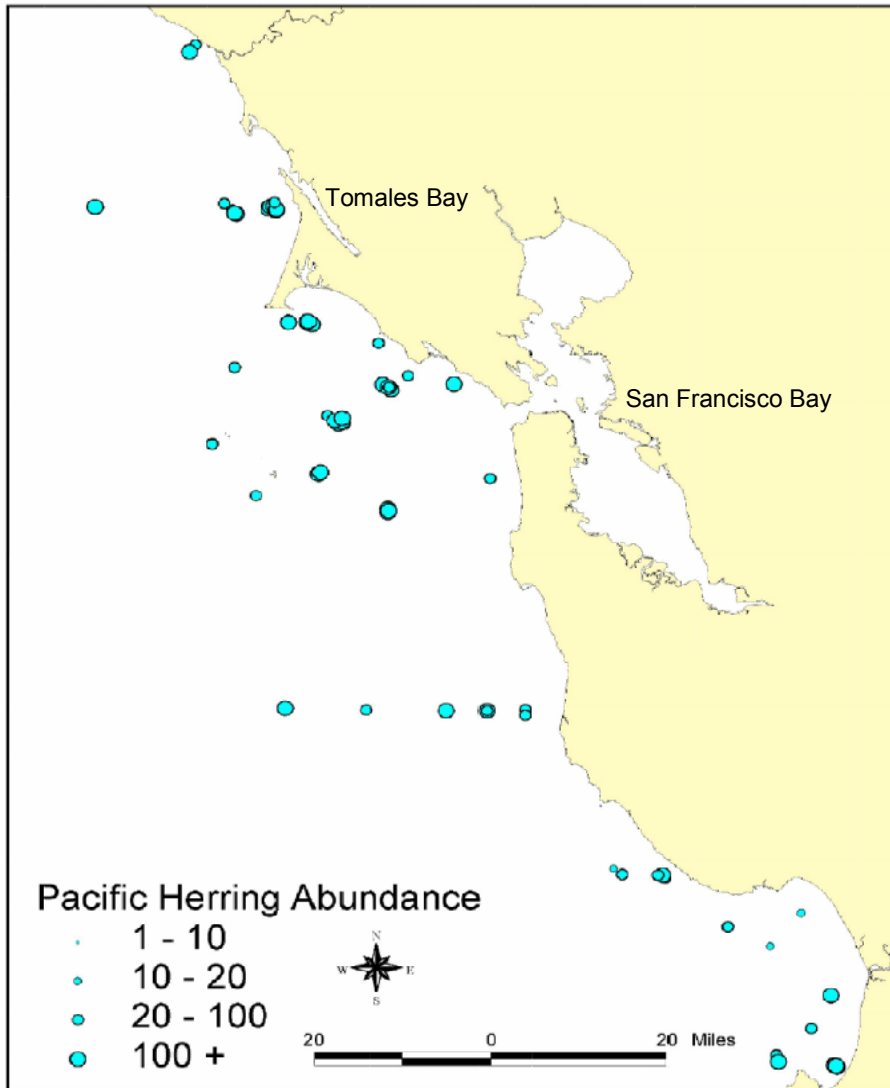 Tomales Bay
San Francisco Bay
Pacific Herring Abundance
1 - 10
10 - 20
20 - 100
100 +
N
W E
S
20 0 20 Miles